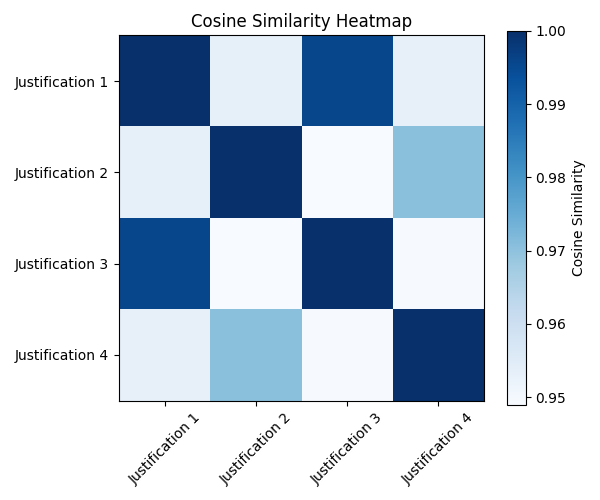 Cosine Similarity Heatmap
Justification 1
Justification 2
Justification 3
Justification 4
Justification 1
Justification 2
Justification 3
Justification 4
1.00
0.99
0.98
0.97
0.96
0.95
Cosine Similarity